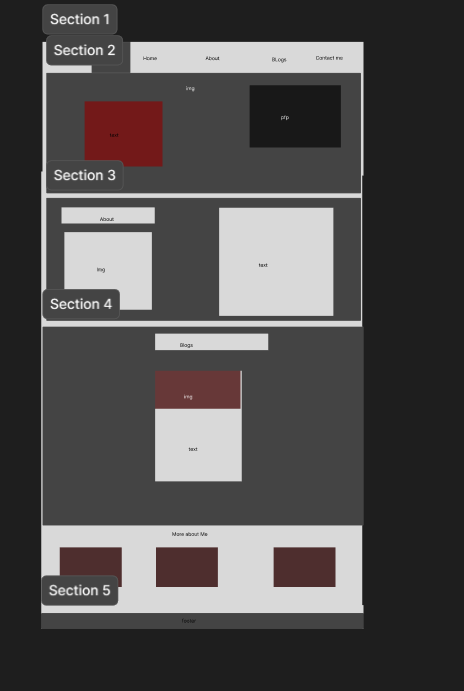 Section 1
Section 2
Home
About
BLogs
Contact me
img
pfp
text
Section 3
About
img
text
Section 4
Blogs
img
text
More about Me
Section 5
footer